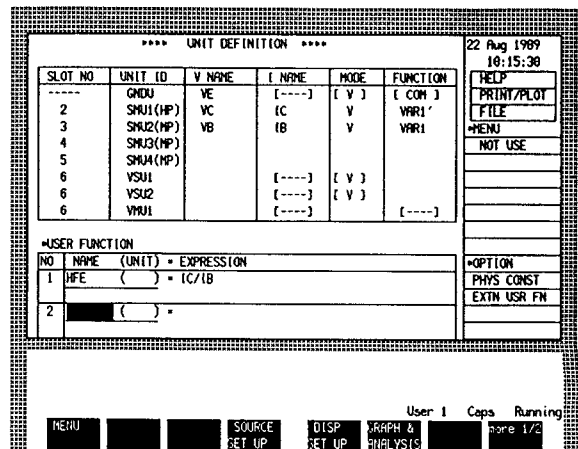 **** UNIT DEFINITION ****
22 Aug 1989
10:15:30
SLOT NO UNIT ID V NAME I NAME MODE FUNCTION
----- GNDU VE [----] [ V ] [ COM ]
2 SMU1(HP) VC IC V VAR1'
3 SMU2(MP) VB IB V VAR1
4 SMU3(MP)
5 SMU4(MP)
6 VSU1 [----] [ V ]
6 VSU2 [----] [ V ]
6 VMU1 [----] [----]
HELP
PRINT/PLOT
FILE
*MENU
NOT USE
*OPTION
PHYS CONST
EXTN USR FN
*USER FUNCTION
NO NAME (UNIT) = EXPRESSION
1 HFE ( ) = IC/IB
2 ( ) =
User 1 Caps Running
MENU
SOURCE SET UP
DISP SET UP
GRAPH & ANALYSIS
more 1/2